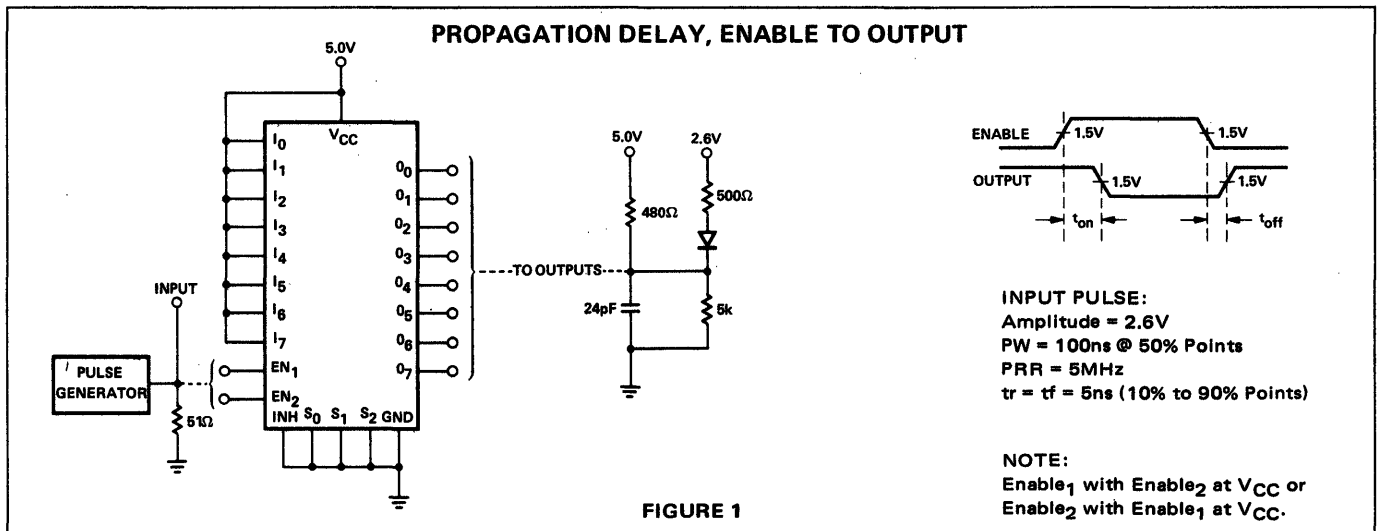 PROPAGATION DELAY, ENABLE TO OUTPUT
5.0V
VCC
I0
I1
I2
I3
I4
I5
I6
I7
EN1
EN2
INH S0 S1 S2 GND
00
01
02
03
04
05
06
07
INPUT
PULSE
GENERATOR
51Ω
TO OUTPUTS
5.0V
2.6V
480Ω
500Ω
24pF
5k
ENABLE
1.5V
1.5V
OUTPUT
1.5V
1.5V
ton
toff
INPUT PULSE:
Amplitude = 2.6V
PW = 100ns @ 50% Points
PRR = 5MHz
tr = tf = 5ns (10% to 90% Points)
NOTE:
Enable1 with Enable2 at VCC or
Enable2 with Enable1 at VCC.
FIGURE 1